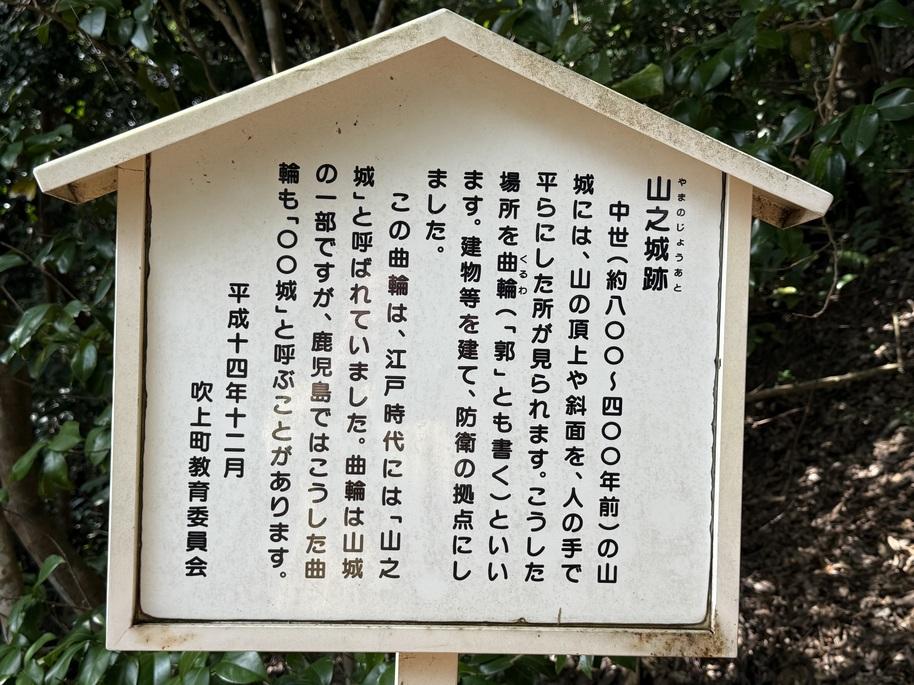 山之城跡
やまのじょうあと
中世(約八〇〇~四〇〇年前)の山
城には、山の頂上や斜面を、人の手で
平らにした所が見られます。こうした
場所を曲輪(「郭」とも書く)といい
くるわ
ます。建物等を建て、防衛の拠点にし
ました。
この曲輪は、江戸時代には「山之
城」と呼ばれていました。曲輪は山城
の一部ですが、鹿児島ではこうした曲
輪も「〇〇城」と呼ぶことがあります。
平成十四年十二月
吹上町教育委員会